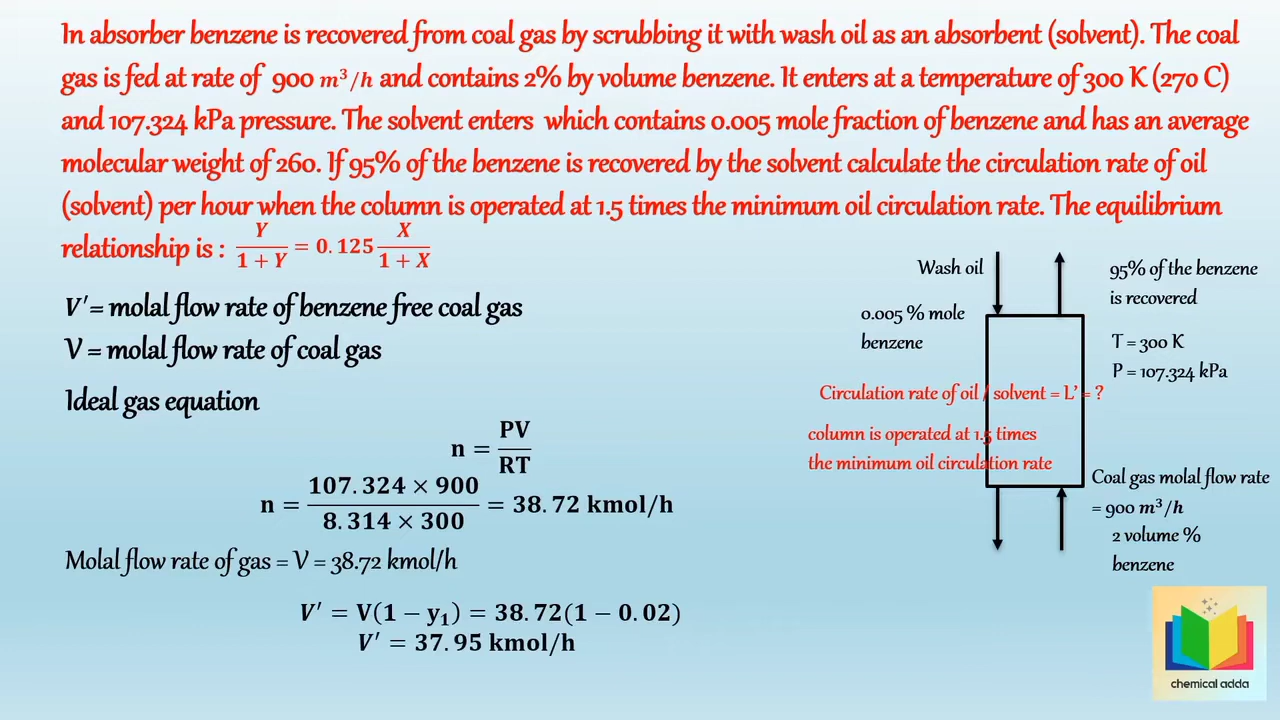 In absorber benzene is recovered from coal gas by scrubbing it with wash oil as an absorbent (solvent). The coal
gas is fed at rate of 900 m³/h and contains 2% by volume benzene. It enters at a temperature of 300 K (270 C)
and 107.324 kPa pressure. The solvent enters which contains 0.005 mole fraction of benzene and has an average
molecular weight of 260. If 95% of the benzene is recovered by the solvent calculate the circulation rate of oil
(solvent) per hour when the column is operated at 1.5 times the minimum oil circulation rate. The equilibrium
relationship is : Y/(1 + Y) = 0.125 X/(1 + X)
V′= molal flow rate of benzene free coal gas
V = molal flow rate of coal gas
Ideal gas equation
n = PV/RT
n = (107.324 × 900)/(8.314 × 300) = 38.72 kmol/h
Molal flow rate of gas = V = 38.72 kmol/h
V′ = V(1 − y₁) = 38.72(1 − 0.02)
V′ = 37.95 kmol/h
Wash oil
0.005 % mole
benzene
95% of the benzene
is recovered
T = 300 K
P = 107.324 kPa
Circulation rate of oil / solvent = L’ = ?
column is operated at 1.5 times
the minimum oil circulation rate
Coal gas molal flow rate
= 900 m³/h
2 volume %
benzene
chemical adda